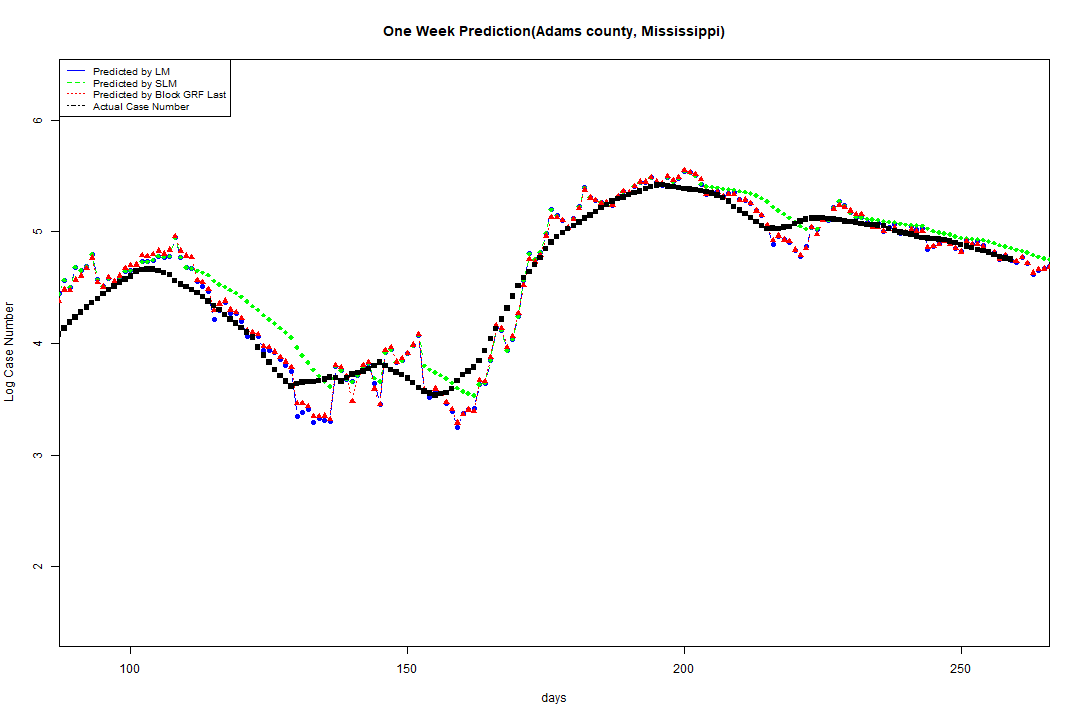 One Week Prediction(Adams county, Mississippi)
Predicted by LM
Predicted by SLM
Predicted by Block GRF Last
Actual Case Number
6
5
4
3
2
Log Case Number
100 150 200 250
days